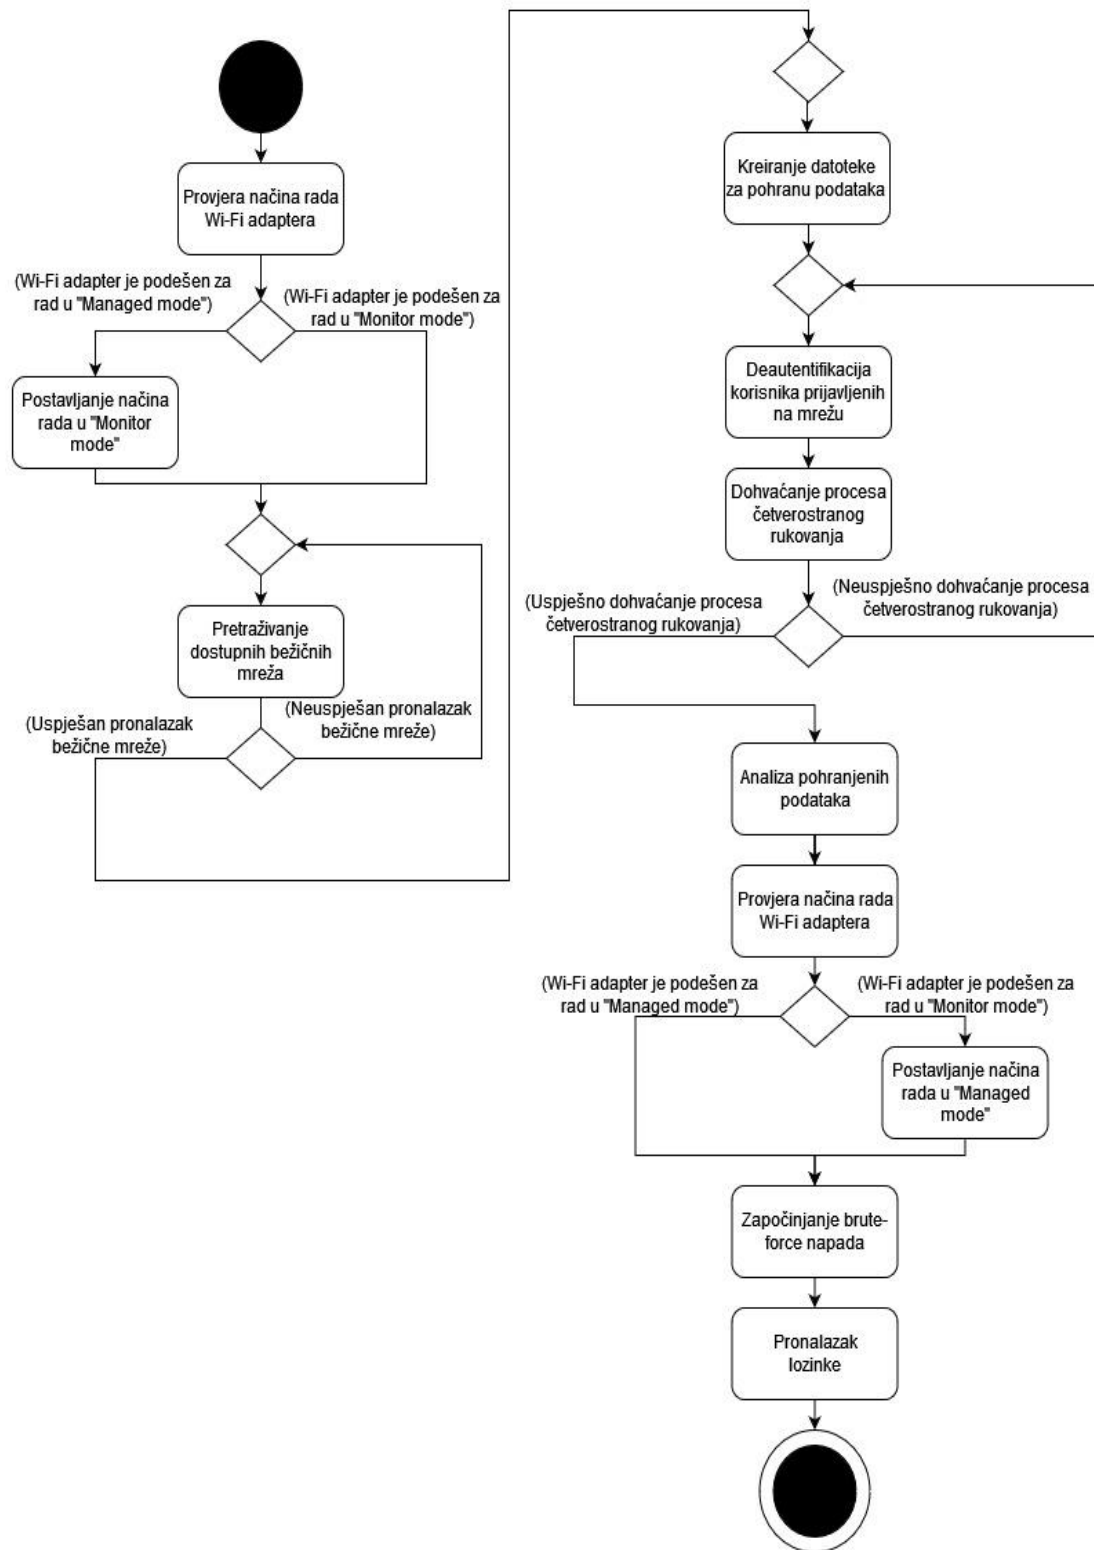 Provjera načina rada
Wi-Fi adaptera
(Wi-Fi adapter je podešen za
rad u "Managed mode")
(Wi-Fi adapter je podešen za
rad u "Monitor mode")
Postavljanje načina
rada u "Monitor
mode"
Pretraživanje
dostupnih bežičnih
mreža
(Uspješan pronalazak
bežične mreže)
(Neuspješan pronalazak
bežične mreže)
Kreiranje datoteke
za pohranu podataka
Deautentifikacija
korisnika prijavljenih
na mrežu
Dohvaćanje procesa
četverostranog
rukovanja
(Uspješno dohvaćanje procesa
četverostranog rukovanja)
(Neuspješno dohvaćanje procesa
četverostranog rukovanja)
Analiza pohranjenih
podataka
Provjera načina rada
Wi-Fi adaptera
(Wi-Fi adapter je podešen za
rad u "Managed mode")
(Wi-Fi adapter je podešen za
rad u "Monitor mode")
Postavljanje načina
rada u "Managed
mode"
Započinjanje brute-
force napada
Pronalazak
lozinke